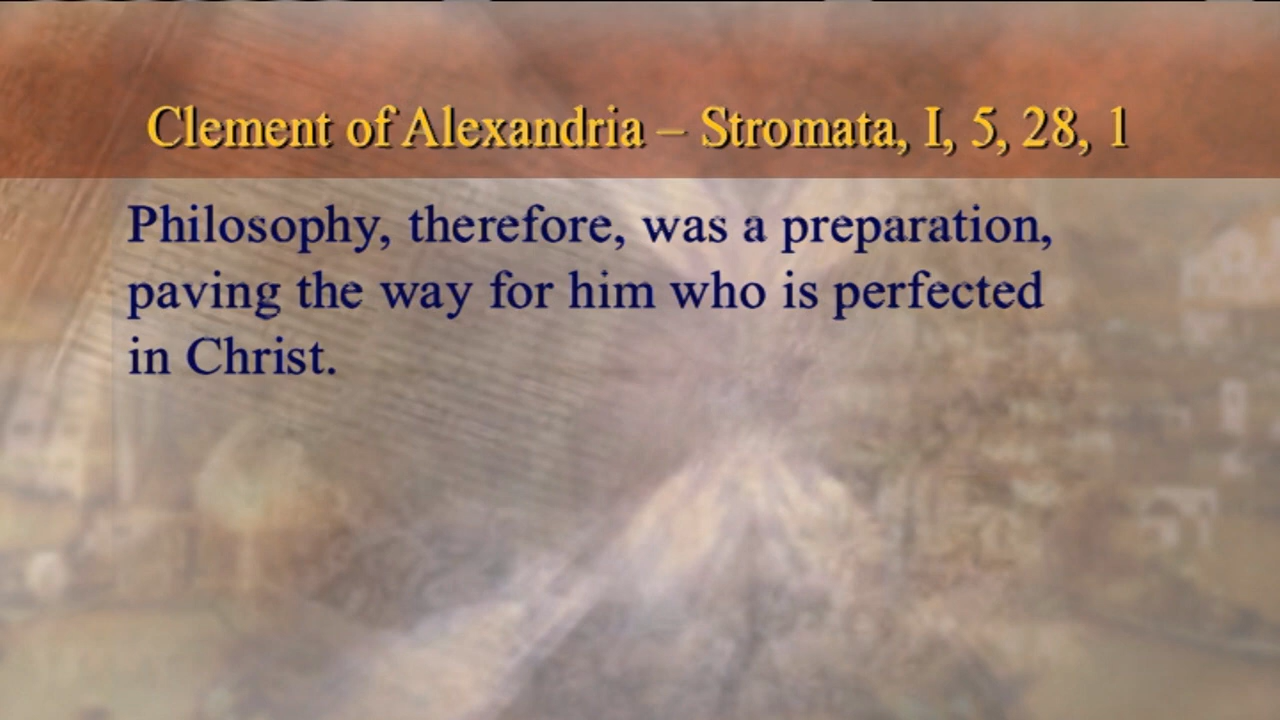 Clement of Alexandria – Stromata, I, 5, 28, 1
Philosophy, therefore, was a preparation,
paving the way for him who is perfected
in Christ.